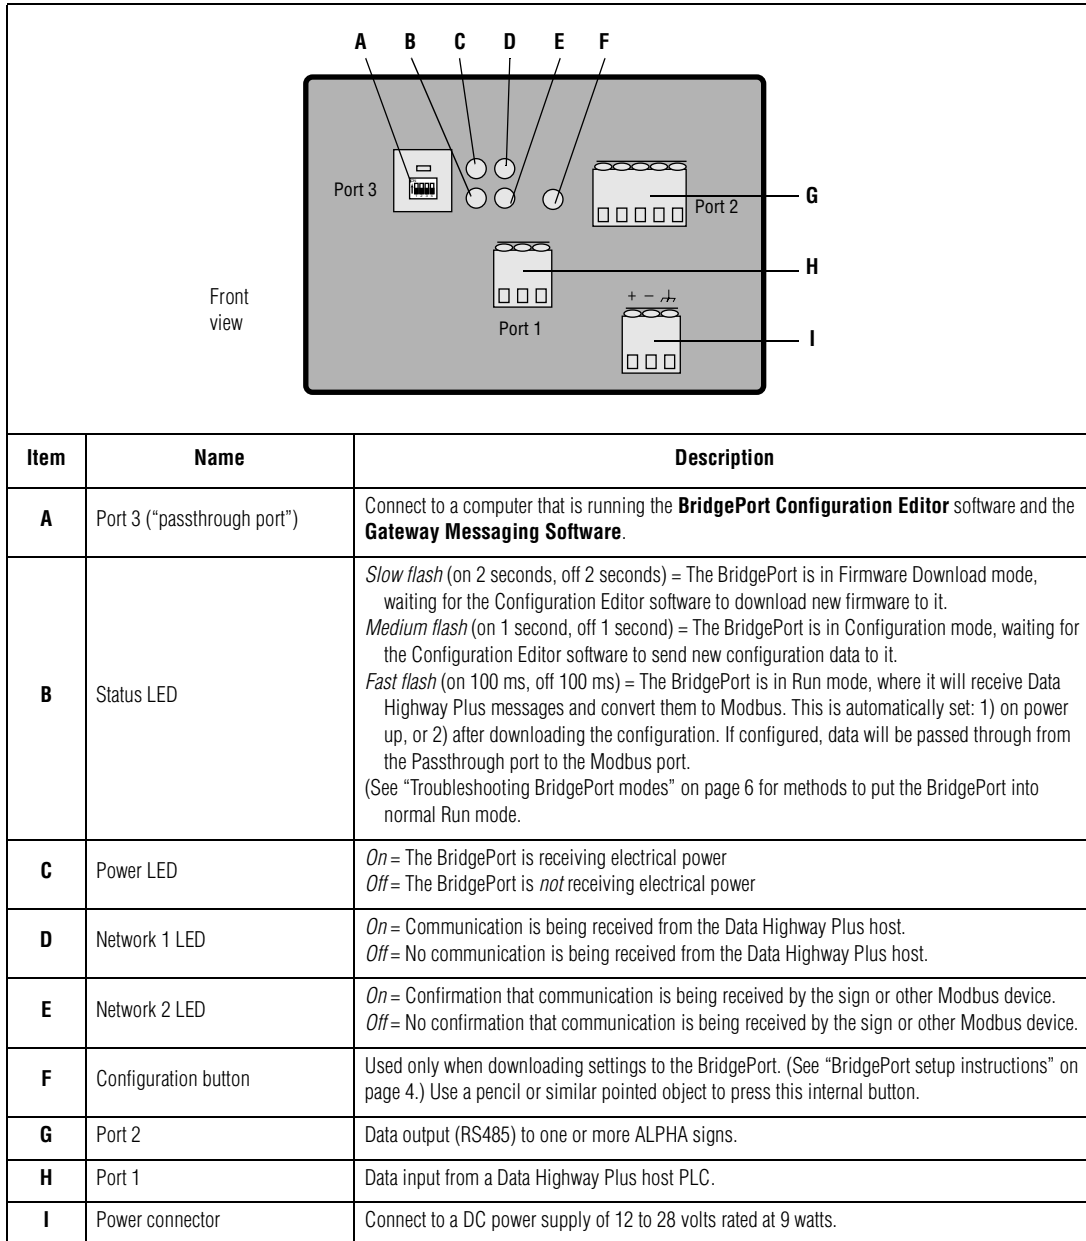 A B C D E F
Port 3
Port 2
G
H
Front
view
Port 1
+ −
I
Item Name Description
A Port 3 (“passthrough port”) Connect to a computer that is running the BridgePort Configuration Editor software and the
Gateway Messaging Software.
B Status LED
Slow flash (on 2 seconds, off 2 seconds) = The BridgePort is in Firmware Download mode,
waiting for the Configuration Editor software to download new firmware to it.
Medium flash (on 1 second, off 1 second) = The BridgePort is in Configuration mode, waiting for
the Configuration Editor software to send new configuration data to it.
Fast flash (on 100 ms, off 100 ms) = The BridgePort is in Run mode, where it will receive Data
Highway Plus messages and convert them to Modbus. This is automatically set: 1) on power
up, or 2) after downloading the configuration. If configured, data will be passed through from
the Passthrough port to the Modbus port.
(See “Troubleshooting BridgePort modes” on page 6 for methods to put the BridgePort into
normal Run mode.
C Power LED On = The BridgePort is receiving electrical power
Off = The BridgePort is not receiving electrical power
D Network 1 LED On = Communication is being received from the Data Highway Plus host.
Off = No communication is being received from the Data Highway Plus host.
E Network 2 LED On = Confirmation that communication is being received by the sign or other Modbus device.
Off = No confirmation that communication is being received by the sign or other Modbus device.
F Configuration button Used only when downloading settings to the BridgePort. (See “BridgePort setup instructions” on
page 4.) Use a pencil or similar pointed object to press this internal button.
G Port 2 Data output (RS485) to one or more ALPHA signs.
H Port 1 Data input from a Data Highway Plus host PLC.
I Power connector Connect to a DC power supply of 12 to 28 volts rated at 9 watts.